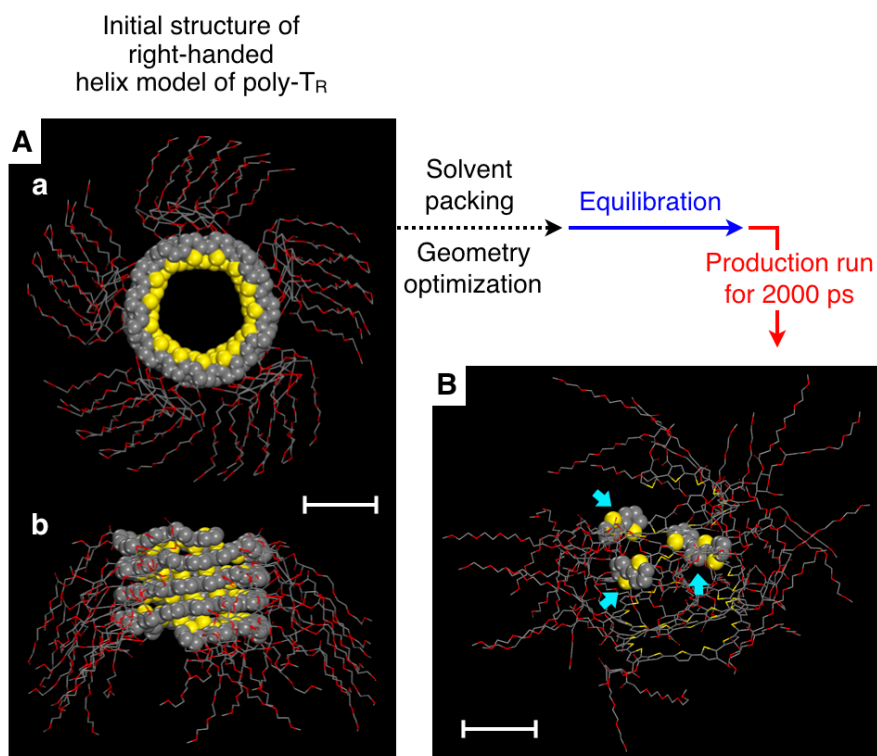 Initial structure of
right-handed
helix model of poly-TR
A
a
Solvent
packing
Geometry
optimization
Equilibration
Production run
for 2000 ps
b
B